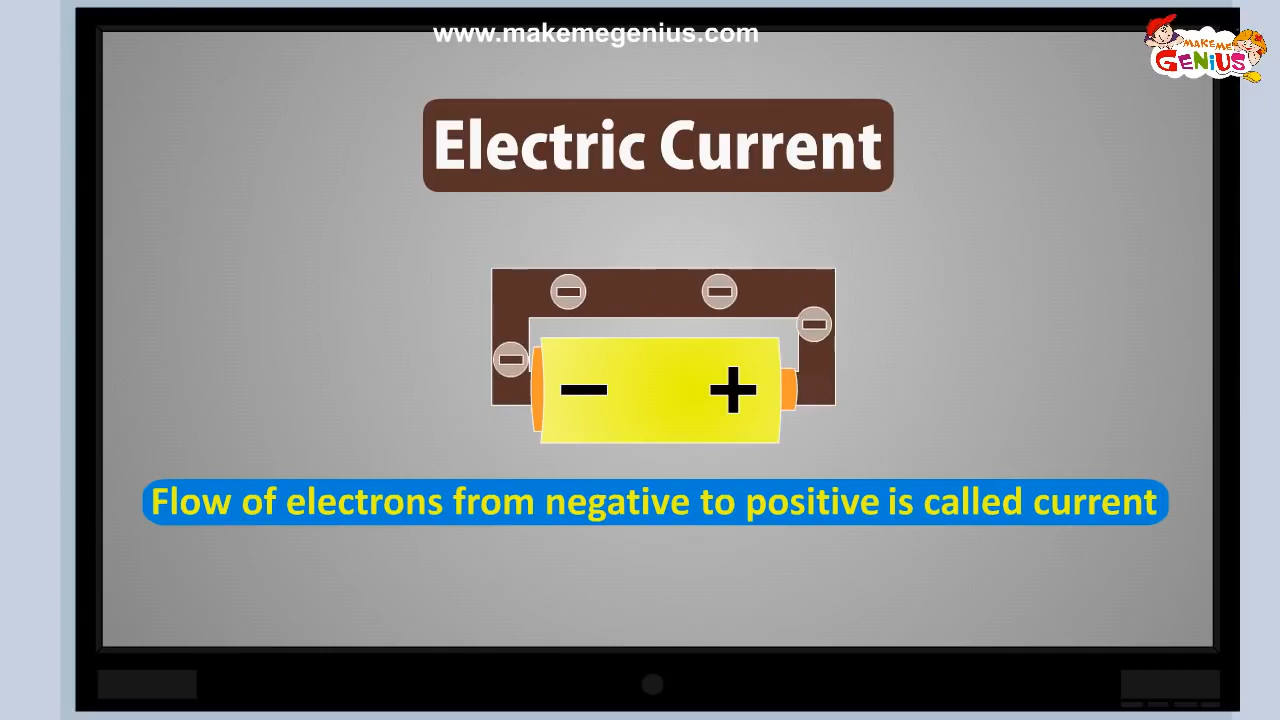 www.makemegenius.com
MAKE ME
GENiUS
Electric Current
− +
Flow of electrons from negative to positive is called current